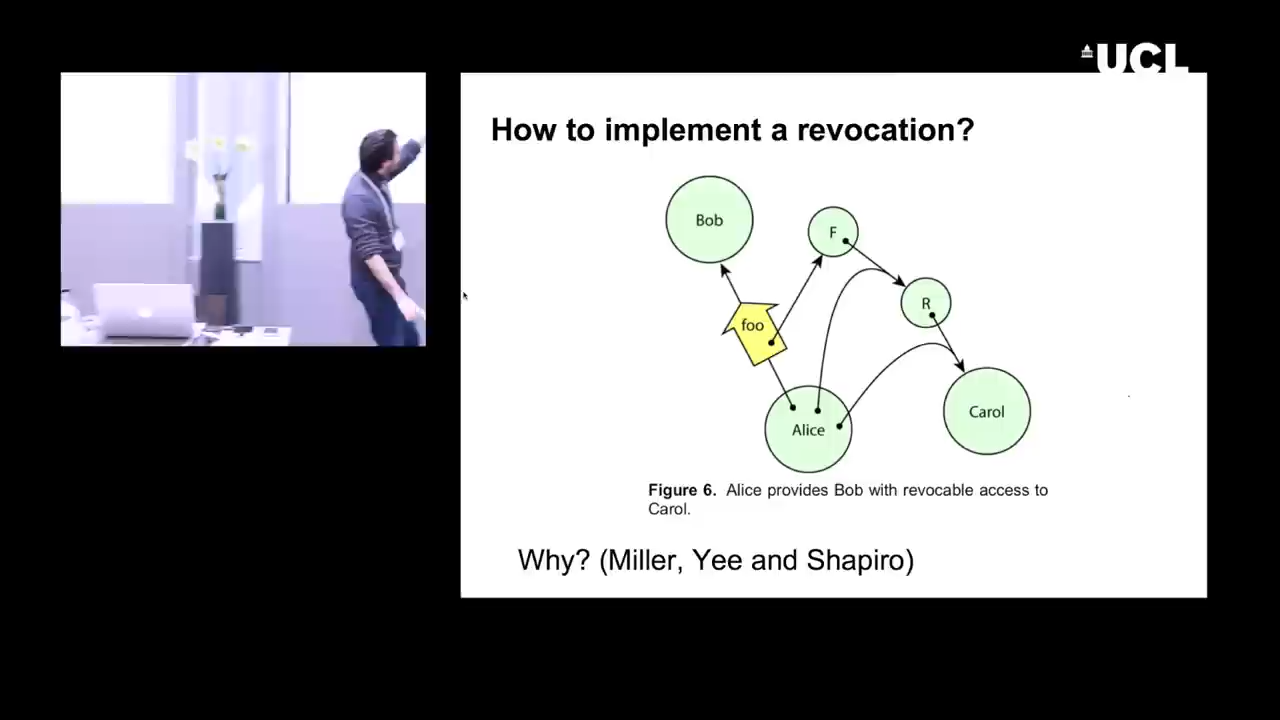 UCL
How to implement a revocation?
Bob
F
R
foo
Alice
Carol
Figure 6. Alice provides Bob with revocable access to
Carol.
Why? (Miller, Yee and Shapiro)